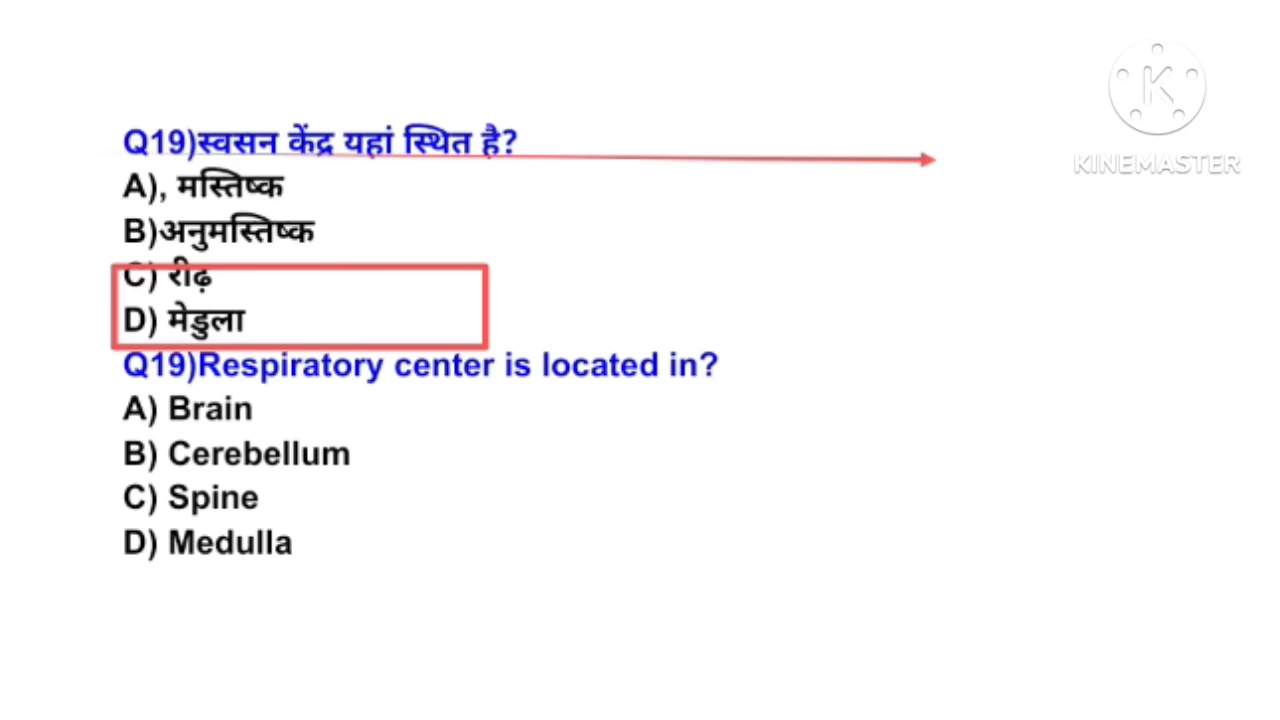 Q19)स्वसन केंद्र यहां स्थित है?
A), मस्तिष्क
B)अनुमस्तिष्क
C) रीढ़
D) मेडुला
Q19)Respiratory center is located in?
A) Brain
B) Cerebellum
C) Spine
D) Medulla
K
KINEMASTER